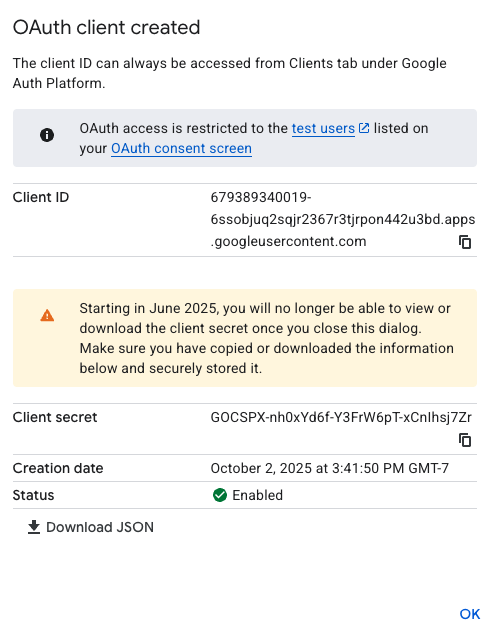 OAuth client created
The client ID can always be accessed from Clients tab under Google
Auth Platform.
OAuth access is restricted to the test users listed on
your OAuth consent screen
Client ID
679389340019-
6ssobjuq2sqjr2367r3tjrpon442u3bd.apps
.googleusercontent.com
Starting in June 2025, you will no longer be able to view or
download the client secret once you close this dialog.
Make sure you have copied or downloaded the information
below and securely stored it.
Client secret
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
Creation date
October 2, 2025 at 3:41:50 PM GMT-7
Status
Enabled
Download JSON
OK